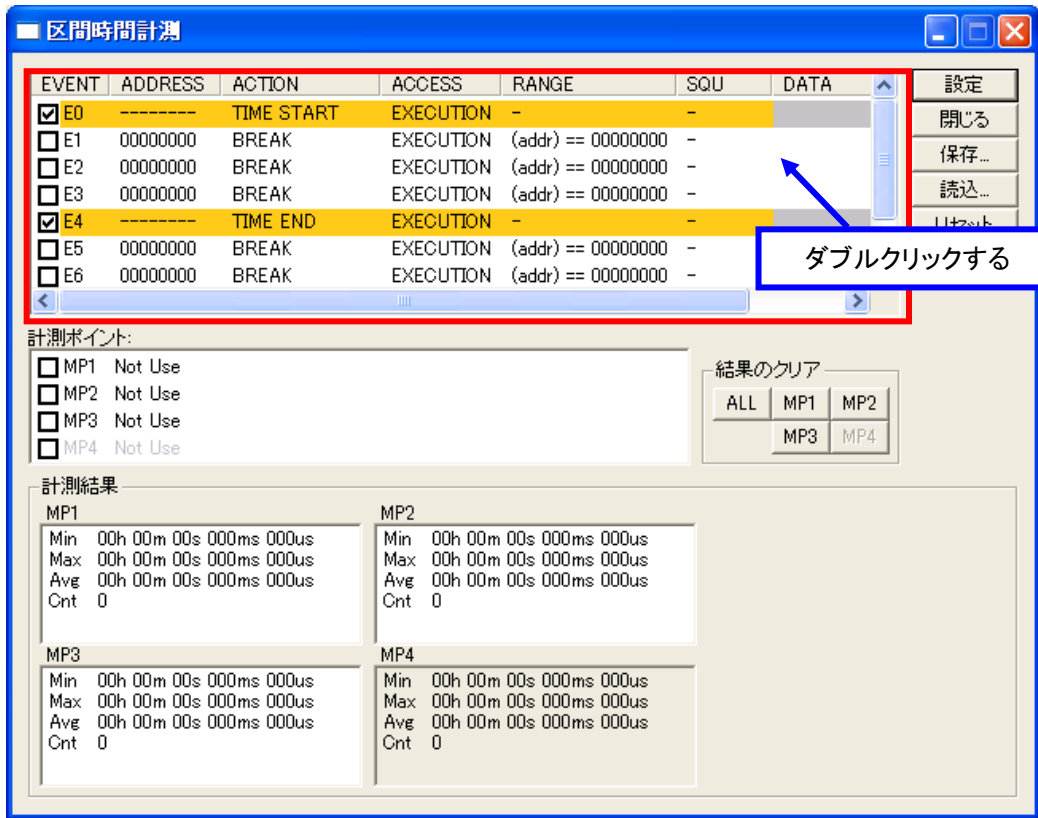 区間時間計測
EVENT ADDRESS ACTION ACCESS RANGE SQU DATA
E0 -------- TIME START EXECUTION - -
E1 00000000 BREAK EXECUTION (addr) == 00000000 -
E2 00000000 BREAK EXECUTION (addr) == 00000000 -
E3 00000000 BREAK EXECUTION (addr) == 00000000 -
E4 -------- TIME END EXECUTION - -
E5 00000000 BREAK EXECUTION (addr) == 00000000 -
E6 00000000 BREAK EXECUTION (addr) == 00000000 -
設定
閉じる
保存...
読込...
リセット
ダブルクリックする
計測ポイント:
MP1 Not Use
MP2 Not Use
MP3 Not Use
MP4 Not Use
結果のクリア
ALL MP1 MP2
MP3 MP4
計測結果
MP1
Min 00h 00m 00s 000ms 000us
Max 00h 00m 00s 000ms 000us
Avg 00h 00m 00s 000ms 000us
Cnt 0
MP2
Min 00h 00m 00s 000ms 000us
Max 00h 00m 00s 000ms 000us
Avg 00h 00m 00s 000ms 000us
Cnt 0
MP3
Min 00h 00m 00s 000ms 000us
Max 00h 00m 00s 000ms 000us
Avg 00h 00m 00s 000ms 000us
Cnt 0
MP4
Min 00h 00m 00s 000ms 000us
Max 00h 00m 00s 000ms 000us
Avg 00h 00m 00s 000ms 000us
Cnt 0